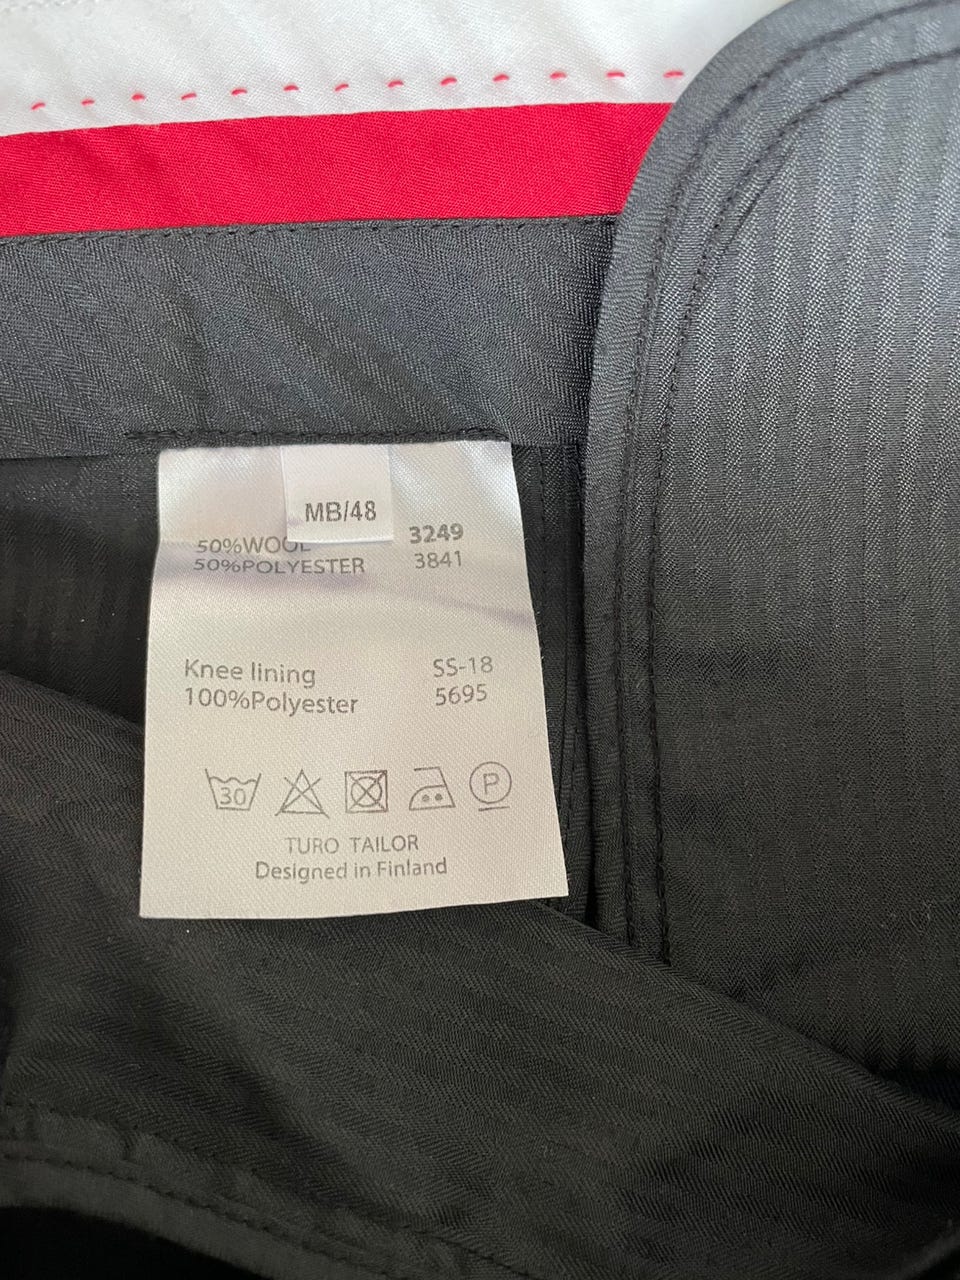 MB/48
50%WOOL 3249
50%POLYESTER 3841
Knee lining SS-18
100%Polyester 5695
30 P
TURO TAILOR
Designed in Finland